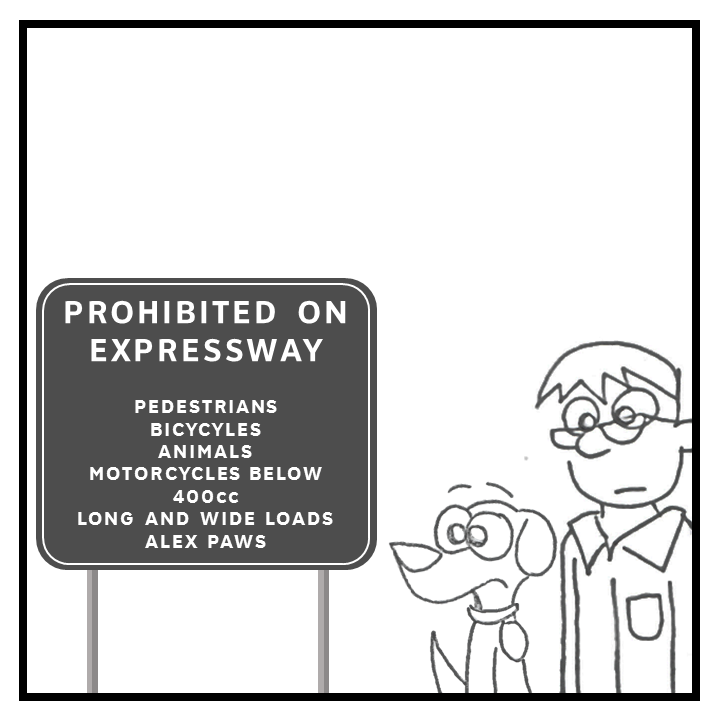 PROHIBITED ON
EXPRESSWAY
PEDESTRIANS
BICYCYLES
ANIMALS
MOTORCYCLES BELOW
400cc
LONG AND WIDE LOADS
ALEX PAWS